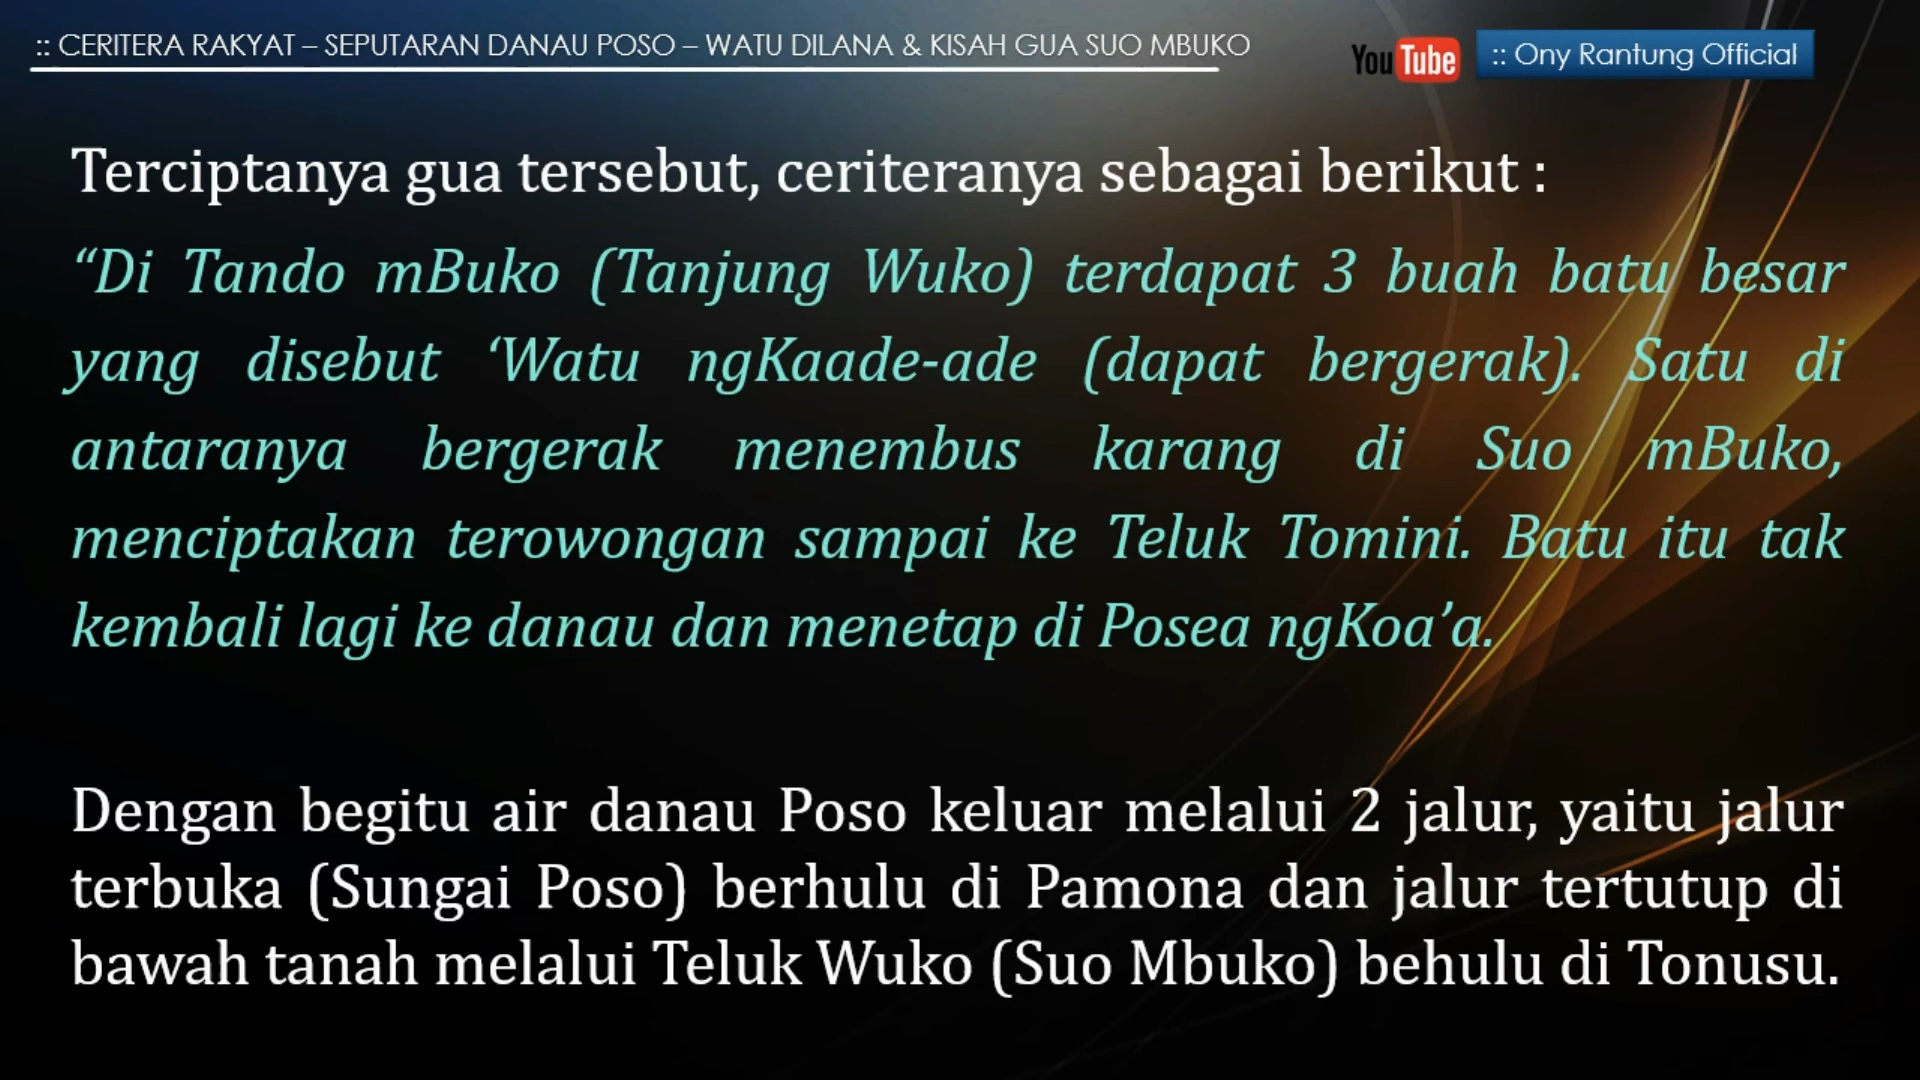 :: CERITERA RAKYAT – SEPUTARAN DANAU POSO – WATU DILANA & KISAH GUA SUO MBUKO
YouTube :: Ony Rantung Official
Terciptanya gua tersebut, ceriteranya sebagai berikut :
“Di Tando mBuko (Tanjung Wuko) terdapat 3 buah batu besar
yang disebut ‘Watu ngKaade-ade (dapat bergerak). Satu di
antaranya bergerak menembus karang di Suo mBuko,
menciptakan terowongan sampai ke Teluk Tomini. Batu itu tak
kembali lagi ke danau dan menetap di Posea ngKoa’a.
Dengan begitu air danau Poso keluar melalui 2 jalur, yaitu jalur
terbuka (Sungai Poso) berhulu di Pamona dan jalur tertutup di
bawah tanah melalui Teluk Wuko (Suo Mbuko) behulu di Tonusu.